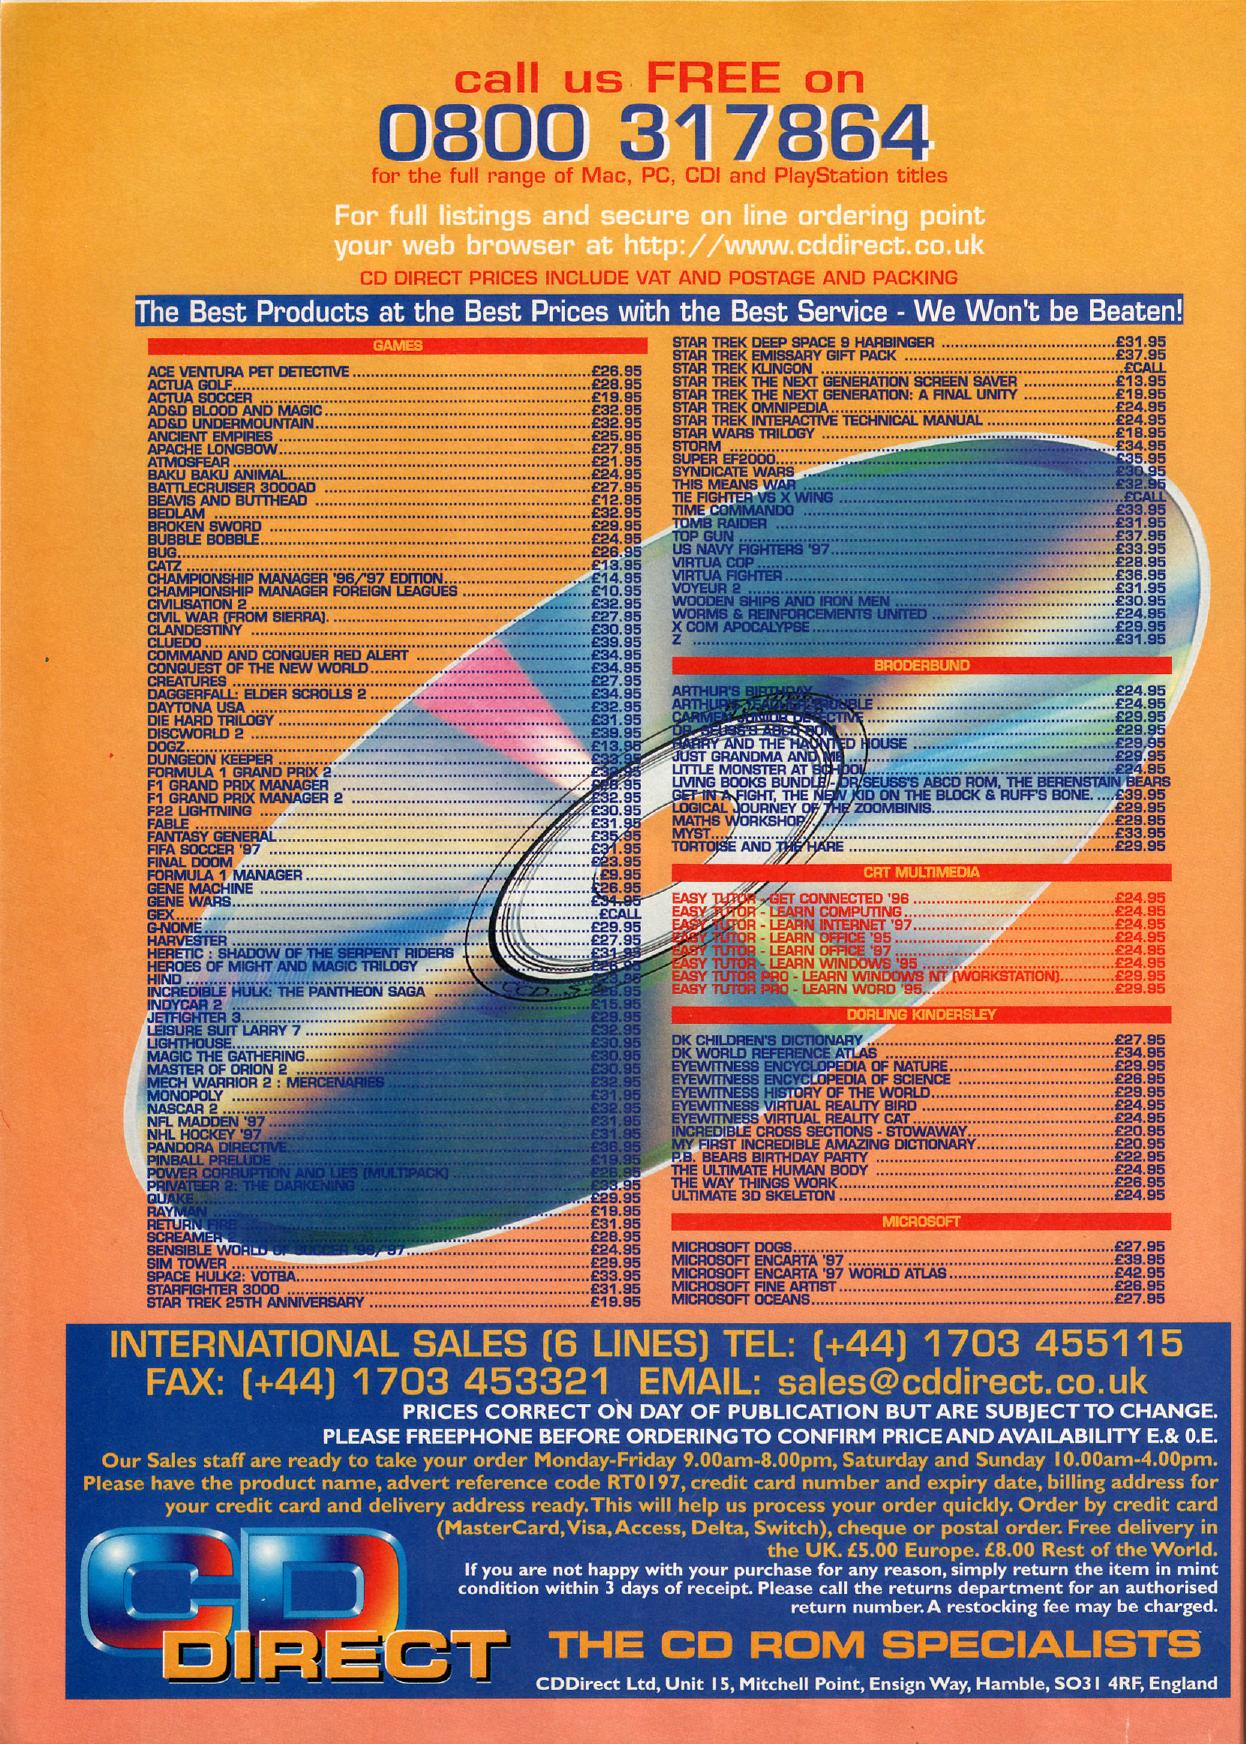 call us FREE on
0800 317864
for the full range of Mac, PC, CDI and PlayStation titles
For full listings and secure on line ordering point
your web browser at http://www.cddirect.co.uk
CD DIRECT PRICES INCLUDE VAT AND POSTAGE AND PACKING
The Best Products at the Best Prices with the Best Service - We Won't be Beaten!
GAMES
ACE VENTURA PET DETECTIVE £26.95
ACTUA GOLF £28.95
ACTUA SOCCER £19.95
AD&D BLOOD AND MAGIC £32.95
AD&D UNDERMOUNTAIN £32.95
ANCIENT EMPIRES £25.95
APACHE LONGBOW £27.95
ATMOSFEAR £21.95
BAKU BAKU ANIMAL £24.95
BATTLECRUISER 3000AD £27.95
BEAVIS AND BUTTHEAD £12.95
BEDLAM £32.95
BROKEN SWORD £29.95
BUBBLE BOBBLE £24.95
BUG £26.95
CATZ £13.95
CHAMPIONSHIP MANAGER '96/'97 EDITION £14.95
CHAMPIONSHIP MANAGER FOREIGN LEAGUES £10.95
CIVILISATION 2 £32.95
CIVIL WAR (FROM SIERRA). £27.95
CLANDESTINY £30.95
CLUEDO £39.95
COMMAND AND CONQUER RED ALERT £34.95
CONQUEST OF THE NEW WORLD £34.95
CREATURES £27.95
DAGGERFALL: ELDER SCROLLS 2 £34.95
DAYTONA USA £32.95
DIE HARD TRILOGY £31.95
DISCWORLD 2 £39.95
DOGZ £13.95
DUNGEON KEEPER £33.95
FORMULA 1 GRAND PRIX 2
F1 GRAND PRIX MANAGER
F1 GRAND PRIX MANAGER 2 £32.95
F22 LIGHTNING £30.95
FABLE £31.95
FANTASY GENERAL £35.95
FIFA SOCCER '97 £31.95
FINAL DOOM £23.95
FORMULA 1 MANAGER £9.95
GENE MACHINE £26.95
GENE WARS £31.95
GEX £CALL
G-NOME £29.95
HARVESTER £27.95
HERETIC : SHADOW OF THE SERPENT RIDERS £31.95
HEROES OF MIGHT AND MAGIC TRILOGY
HIND
INCREDIBLE HULK: THE PANTHEON SAGA
INDYCAR 2 £15.95
JETFIGHTER 3 £29.95
LEISURE SUIT LARRY 7 £32.95
LIGHTHOUSE £30.95
MAGIC THE GATHERING £30.95
MASTER OF ORION 2 £30.95
MECH WARRIOR 2 : MERCENARIES £32.95
MONOPOLY £31.95
NASCAR 2 £32.95
NFL MADDEN '97 £31.95
NHL HOCKEY '97 £31.95
PANDORA DIRECTIVE £36.95
PINBALL PRELUDE £19.95
POWER CORRUPTION AND LIES (MULTIPACK) £26.95
PRIVATEER 2: THE DARKENING £33.95
QUAKE £29.95
RAYMAN £19.95
RETURN FIRE £31.95
SCREAMER 2 £28.95
SENSIBLE WORLD OF SOCCER '96/'97 £24.95
SIM TOWER £29.95
SPACE HULK2: VOTBA £33.95
STARFIGHTER 3000 £31.95
STAR TREK 25TH ANNIVERSARY £19.95
STAR TREK DEEP SPACE 9 HARBINGER £31.95
STAR TREK EMISSARY GIFT PACK £37.95
STAR TREK KLINGON £CALL
STAR TREK THE NEXT GENERATION SCREEN SAVER £13.95
STAR TREK THE NEXT GENERATION: A FINAL UNITY £19.95
STAR TREK OMNIPEDIA £24.95
STAR TREK INTERACTIVE TECHNICAL MANUAL £24.95
STAR WARS TRILOGY £18.95
STORM £34.95
SUPER EF2000 £35.95
SYNDICATE WARS £30.95
THIS MEANS WAR £32.95
TIE FIGHTER VS X WING £CALL
TIME COMMANDO £33.95
TOMB RAIDER £31.95
TOP GUN £37.95
US NAVY FIGHTERS '97 £33.95
VIRTUA COP £28.95
VIRTUA FIGHTER £36.95
VOYEUR 2 £31.95
WOODEN SHIPS AND IRON MEN £30.95
WORMS & REINFORCEMENTS UNITED £24.95
X COM APOCALYPSE £29.95
Z £31.95
BRODERBUND
ARTHUR'S BIRTHDAY £24.95
ARTHUR'S TEACHER TROUBLE £24.95
CARMEN JUNIOR DETECTIVE £29.95
DR. SEUSS'S ABCD ROM £29.95
HARRY AND THE HAUNTED HOUSE £29.95
JUST GRANDMA AND ME £29.95
LITTLE MONSTER AT SCHOOL £24.95
LIVING BOOKS BUNDLE - DR SEUSS'S ABCD ROM, THE BERENSTAIN BEARS
GET IN A FIGHT, THE NEW KID ON THE BLOCK & RUFF'S BONE. £39.95
LOGICAL JOURNEY OF THE ZOOMBINIS £29.95
MATHS WORKSHOP £29.95
MYST £33.95
TORTOISE AND THE HARE £29.95
CRT MULTIMEDIA
EASY TUTOR - GET CONNECTED '96 £24.95
EASY TUTOR - LEARN COMPUTING £24.95
EASY TUTOR - LEARN INTERNET '97 £24.95
EASY TUTOR - LEARN OFFICE '95 £24.95
EASY TUTOR - LEARN OFFICE '97 £24.95
EASY TUTOR - LEARN WINDOWS '95 £24.95
EASY TUTOR PRO - LEARN WINDOWS NT (WORKSTATION) £29.95
EASY TUTOR PRO - LEARN WORD '95 £29.95
DORLING KINDERSLEY
DK CHILDREN'S DICTIONARY £27.95
DK WORLD REFERENCE ATLAS £34.95
EYEWITNESS ENCYCLOPEDIA OF NATURE £29.95
EYEWITNESS ENCYCLOPEDIA OF SCIENCE £26.95
EYEWITNESS HISTORY OF THE WORLD £29.95
EYEWITNESS VIRTUAL REALITY BIRD £24.95
EYEWITNESS VIRTUAL REALITY CAT £24.95
INCREDIBLE CROSS SECTIONS - STOWAWAY £20.95
MY FIRST INCREDIBLE AMAZING DICTIONARY £20.95
P.B. BEARS BIRTHDAY PARTY £22.95
THE ULTIMATE HUMAN BODY £24.95
THE WAY THINGS WORK £26.95
ULTIMATE 3D SKELETON £24.95
MICROSOFT
MICROSOFT DOGS £27.95
MICROSOFT ENCARTA '97 £39.95
MICROSOFT ENCARTA '97 WORLD ATLAS £42.95
MICROSOFT FINE ARTIST £26.95
MICROSOFT OCEANS £27.95
INTERNATIONAL SALES (6 LINES) TEL: (+44) 1703 455115
FAX: (+44) 1703 453321 EMAIL: sales@cddirect.co.uk
PRICES CORRECT ON DAY OF PUBLICATION BUT ARE SUBJECT TO CHANGE.
PLEASE FREEPHONE BEFORE ORDERING TO CONFIRM PRICE AND AVAILABILITY E.& O.E.
Our Sales staff are ready to take your order Monday-Friday 9.00am-8.00pm, Saturday and Sunday 10.00am-4.00pm.
Please have the product name, advert reference code RT0197, credit card number and expiry date, billing address for
your credit card and delivery address ready. This will help us process your order quickly. Order by credit card
(MasterCard, Visa, Access, Delta, Switch), cheque or postal order. Free delivery in
the UK. £5.00 Europe. £8.00 Rest of the World.
If you are not happy with your purchase for any reason, simply return the item in mint
condition within 3 days of receipt. Please call the returns department for an authorised
return number. A restocking fee may be charged.
CD DIRECT
THE CD ROM SPECIALISTS
CDDirect Ltd, Unit 15, Mitchell Point, Ensign Way, Hamble, SO31 4RF, England